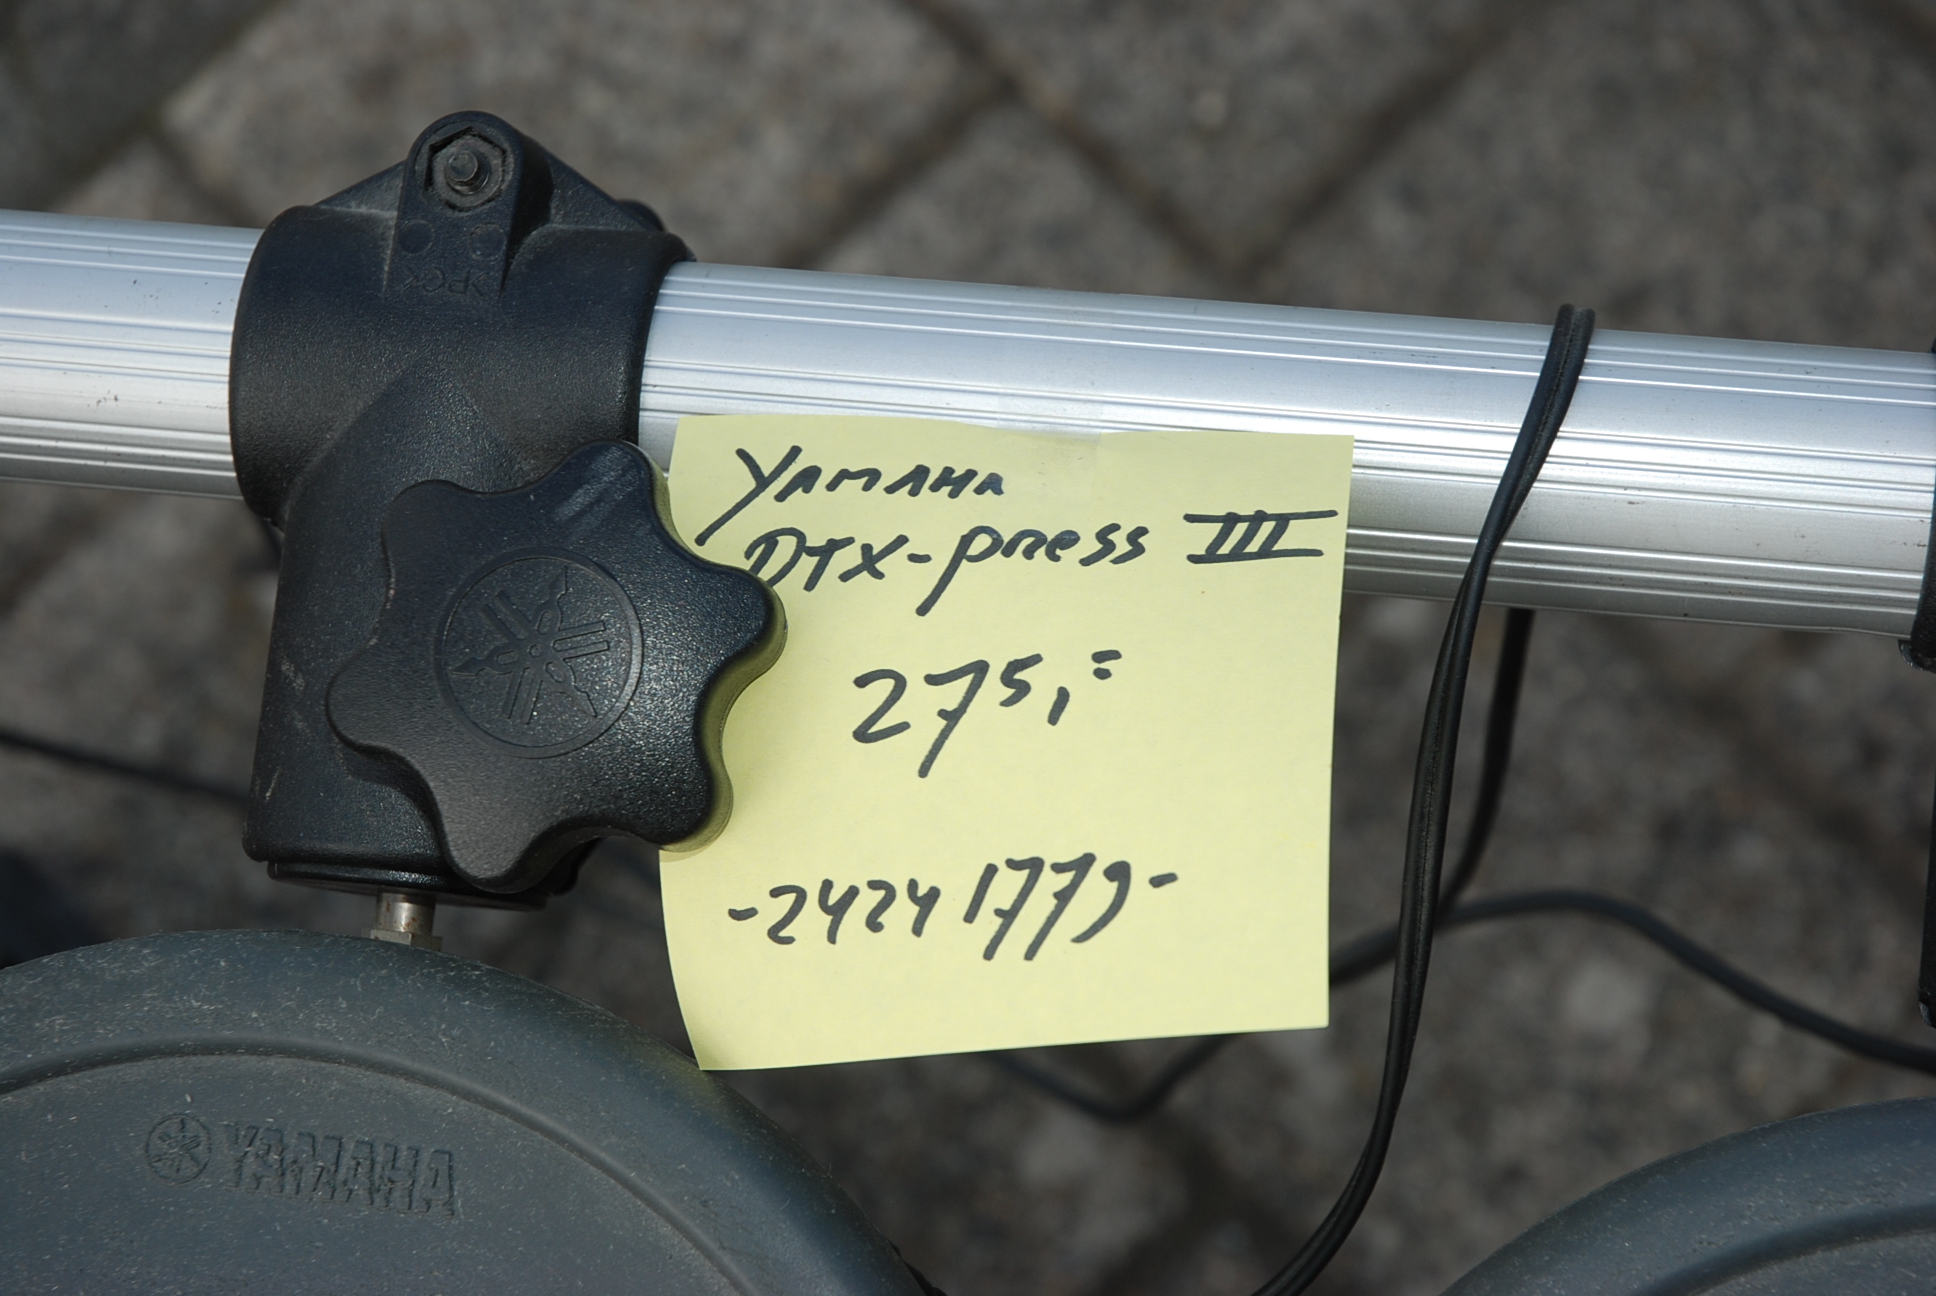 Yamaha
DTX-press III
275,=
-24241779-
YAMAHA